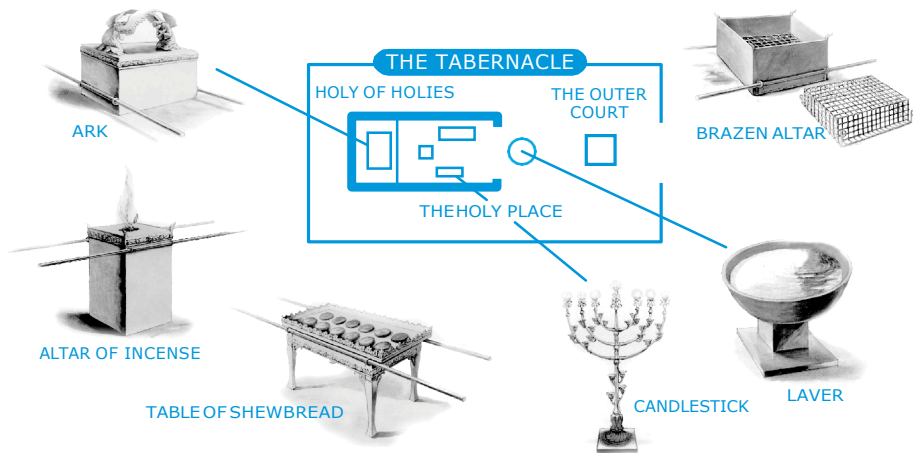 THE TABERNACLE
HOLY OF HOLIES
THE OUTER
COURT
ARK
BRAZEN ALTAR
THEHOLY PLACE
ALTAR OF INCENSE
TABLE OF SHEWBREAD
CANDLESTICK
LAVER